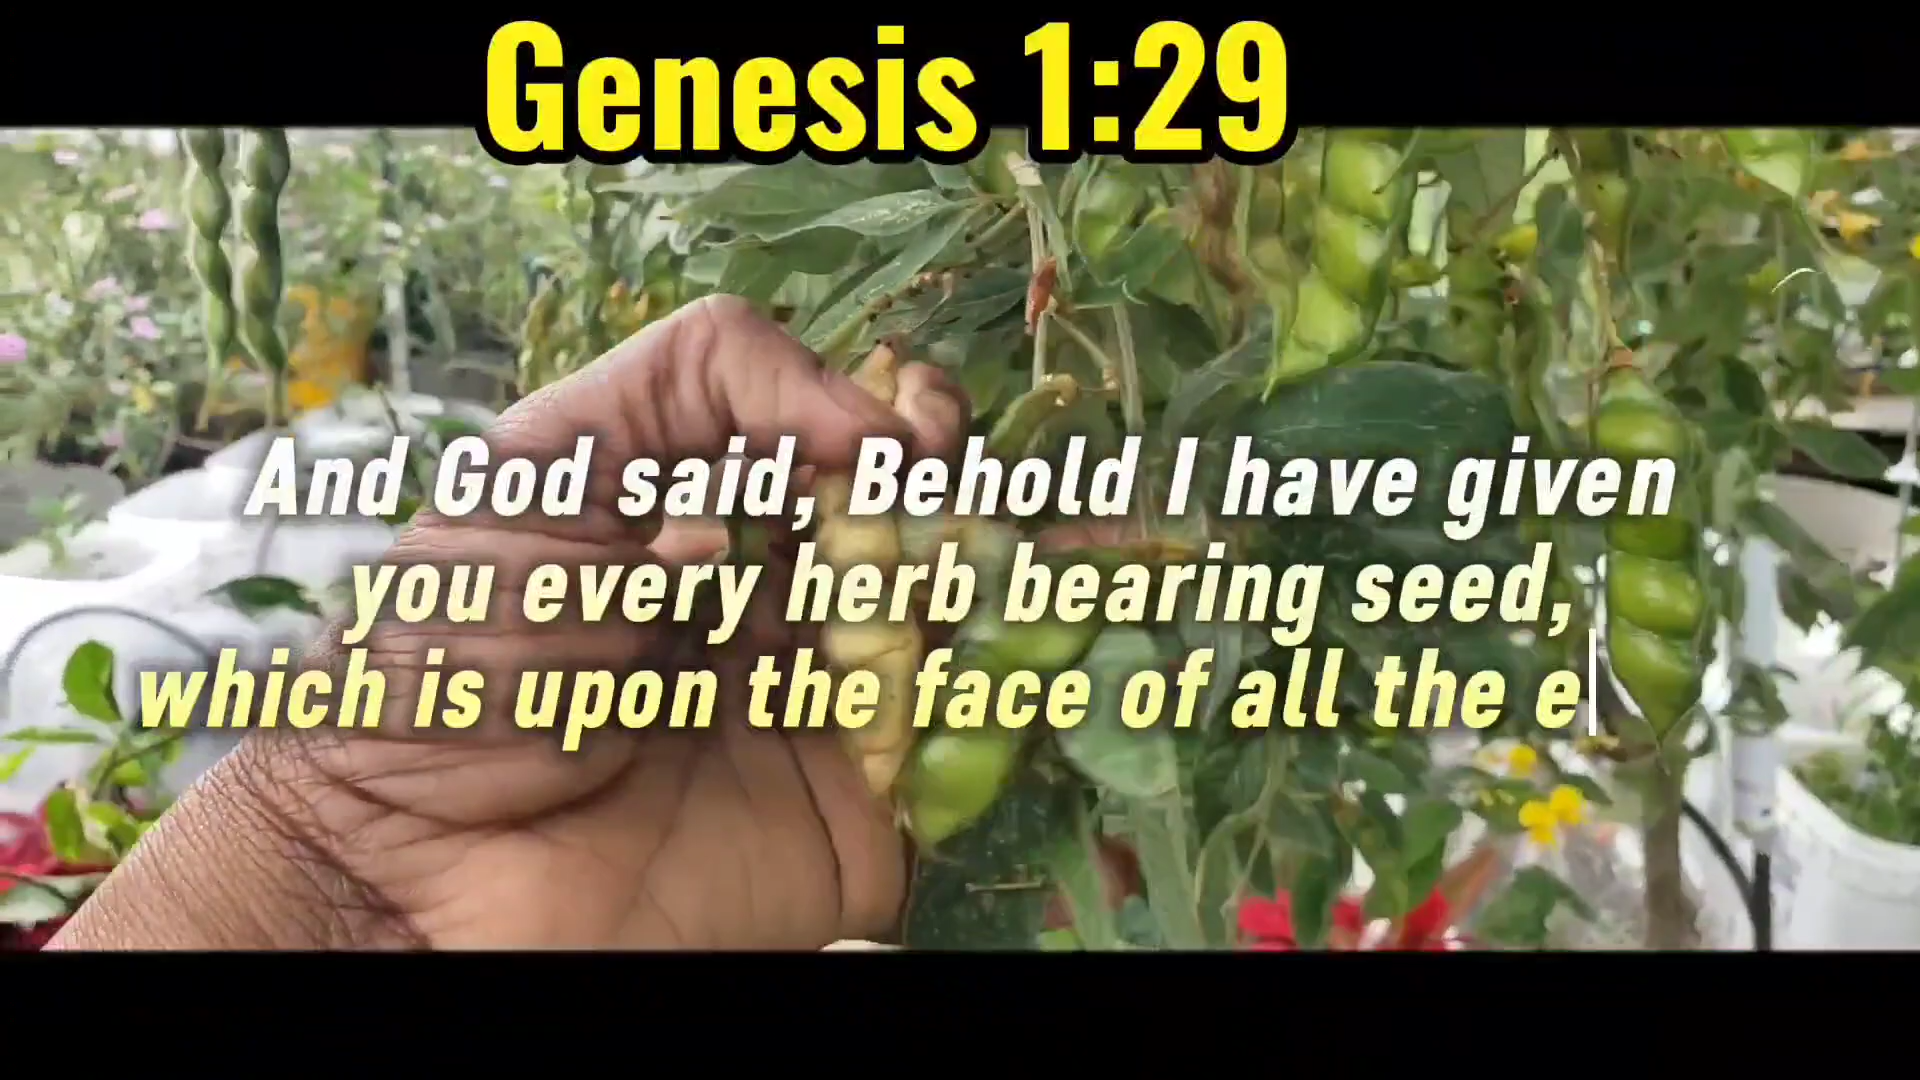 Genesis 1:29
And God said, Behold I have given
you every herb bearing seed,
which is upon the face of all the e